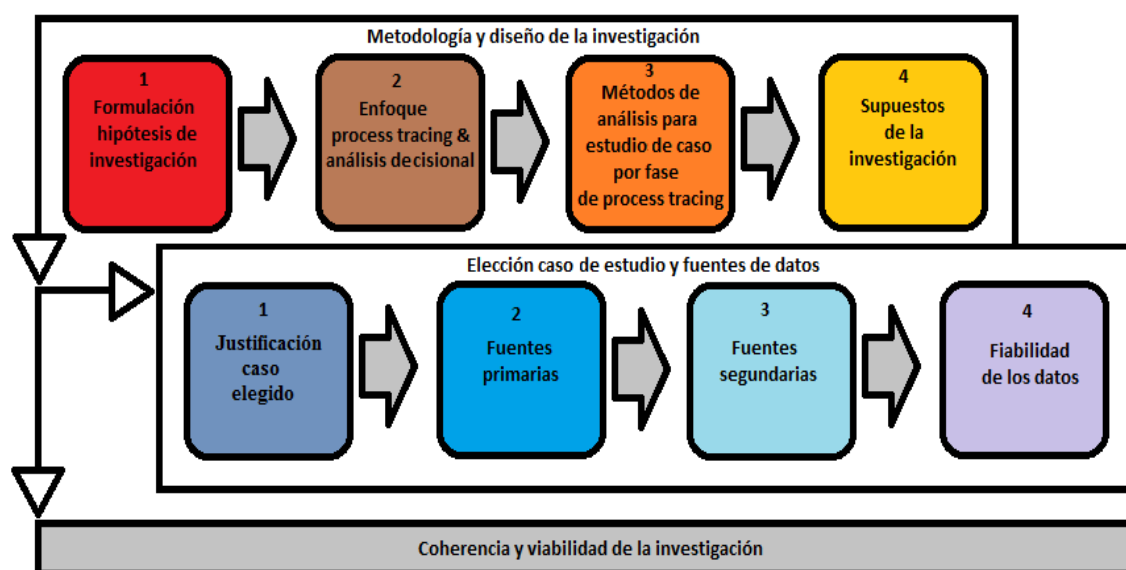 Metodología y diseño de la investigación
1
Formulación
hipótesis de
investigación
2
Enfoque
process tracing &
análisis decisional
3
Métodos de
análisis para
estudio de caso
por fase
de process tracing
4
Supuestos
de la
investigación
Elección caso de estudio y fuentes de datos
1
Justificación
caso
elegido
2
Fuentes
primarias
3
Fuentes
segundarias
4
Fiabilidad
de los datos
Coherencia y viabilidad de la investigación